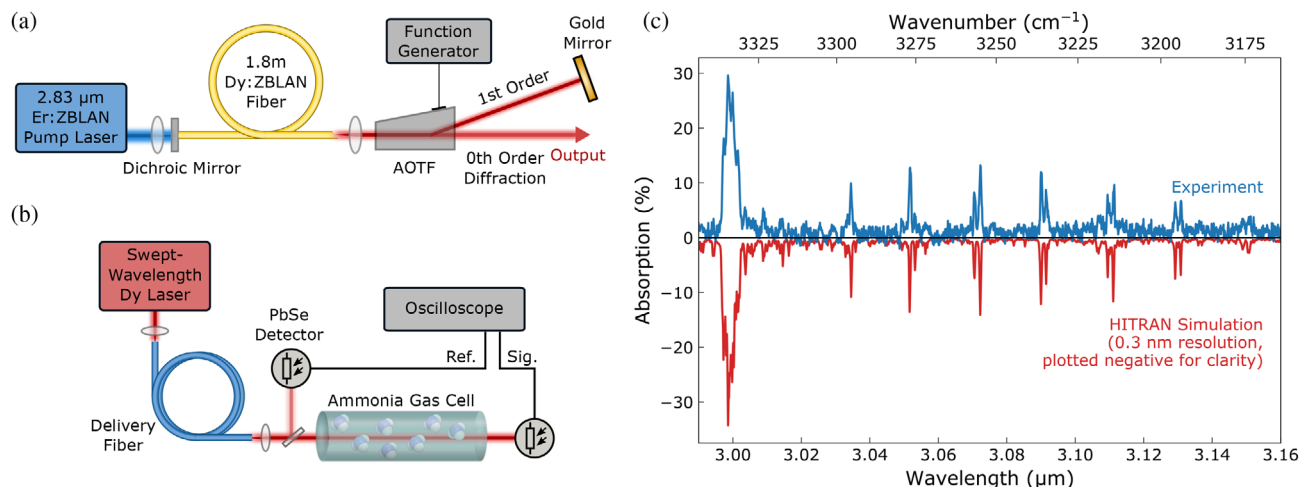 (a)
2.83 μm
Er:ZBLAN
Pump Laser
Dichroic Mirror
1.8m
Dy:ZBLAN
Fiber
Function
Generator
AOTF
1st Order
Gold
Mirror
0th Order
Diffraction
Output
(b)
Swept-
Wavelength
Dy Laser
Delivery
Fiber
PbSe
Detector
Oscilloscope
Ref.
Sig.
Ammonia Gas Cell
(c)
Wavenumber (cm⁻¹)
3325 3300 3275 3250 3225 3200 3175
Absorption (%)
30
20
10
0
−10
−20
−30
Experiment
HITRAN Simulation
(0.3 nm resolution,
plotted negative for clarity)
3.00 3.02 3.04 3.06 3.08 3.10 3.12 3.14 3.16
Wavelength (μm)